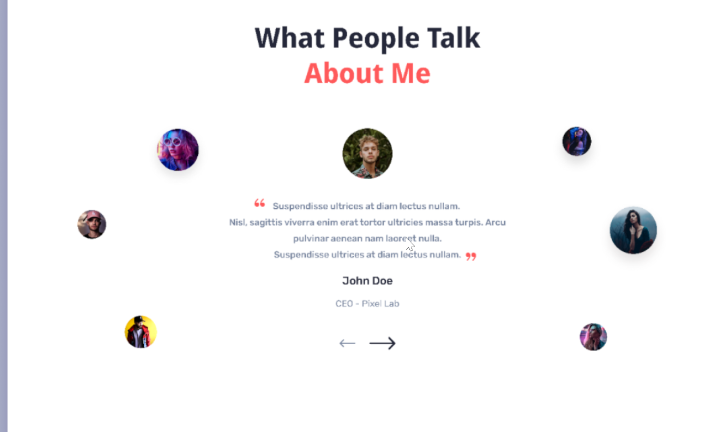 What People Talk
About Me
“ Suspendisse ultrices at diam lectus nullam.
Nisl, sagittis viverra enim erat tortor ultricies massa turpis. Arcu
pulvinar aenean nam laoreet nulla.
Suspendisse ultrices at diam lectus nullam. ”
John Doe
CEO - Pixel Lab